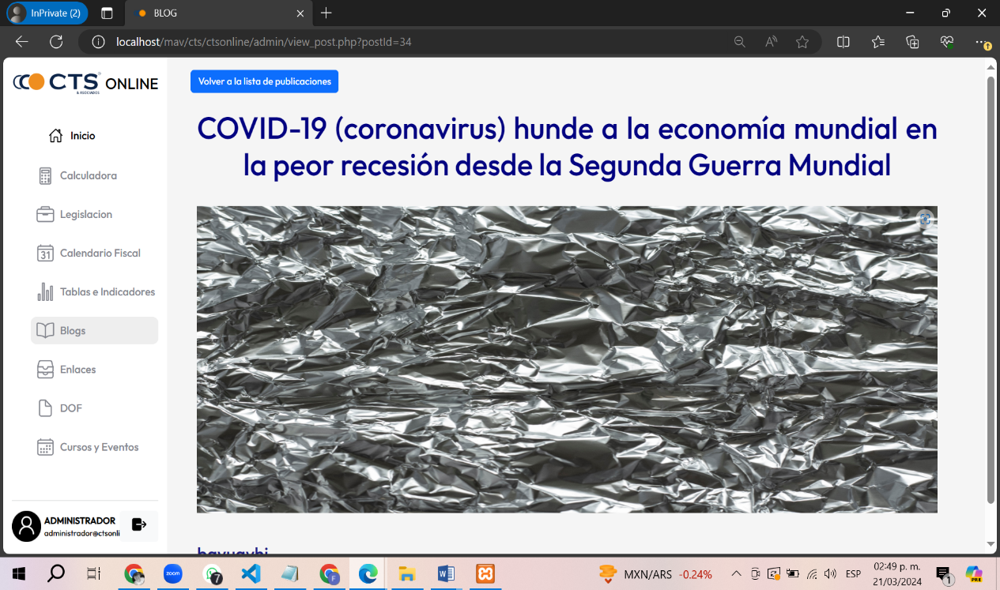 InPrivate (2)
BLOG
localhost/mav/cts/ctsonline/admin/view_post.php?postId=34
CTS ONLINE
& ASOCIADOS
Volver a la lista de publicaciones
COVID-19 (coronavirus) hunde a la economía mundial en
la peor recesión desde la Segunda Guerra Mundial
Inicio
Calculadora
Legislacion
31 Calendario Fiscal
Tablas e Indicadores
Blogs
Enlaces
DOF
Cursos y Eventos
ADMINISTRADOR
administrador@ctsonli
zoom
7
F
W
MXN/ARS -0.24%
ESP
02:49 p. m.
21/03/2024
1
PRE